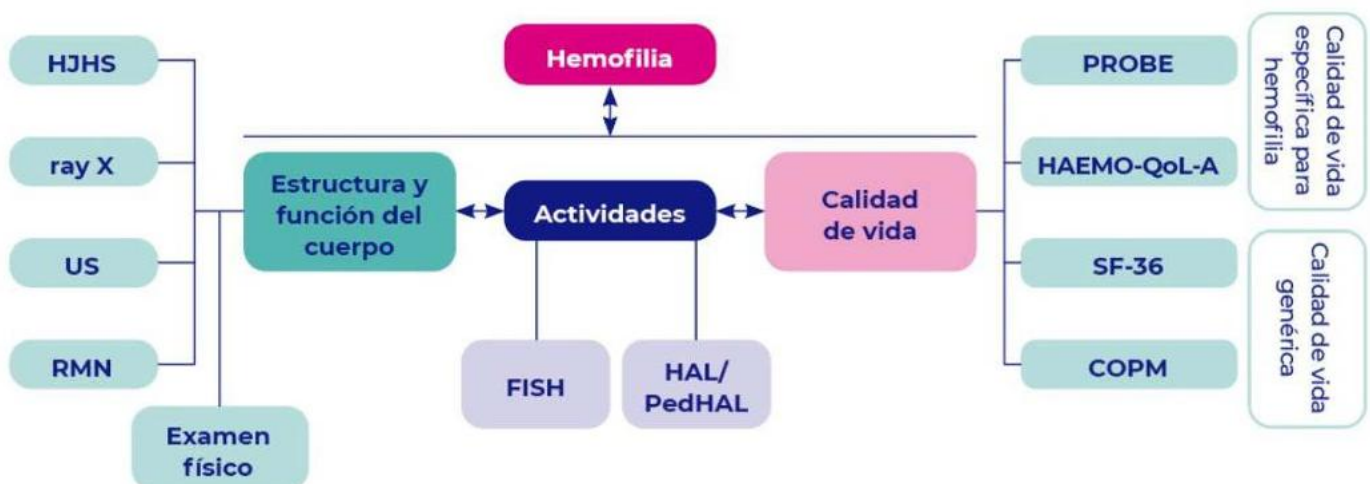 Hemofilia
HJHS
ray X
US
RMN
Examen
físico
Estructura y
función del
cuerpo
Actividades
FISH
HAL/
PedHAL
Calidad
de vida
PROBE
HAEMO-QoL-A
SF-36
COPM
Calidad de vida
específica para
hemofilia
Calidad de vida
genérica